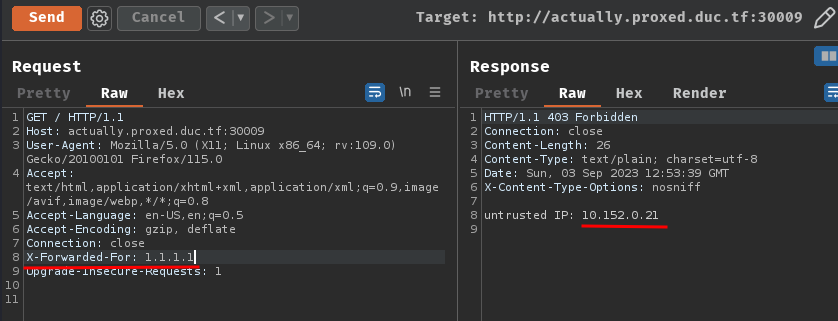 Send Cancel < > Target: http://actually.proxed.duc.tf:30009
Request
Pretty Raw Hex \n
1 GET / HTTP/1.1
2 Host: actually.proxed.duc.tf:30009
3 User-Agent: Mozilla/5.0 (X11; Linux x86_64; rv:109.0)
Gecko/20100101 Firefox/115.0
4 Accept:
text/html,application/xhtml+xml,application/xml;q=0.9,image
/avif,image/webp,*/*;q=0.8
5 Accept-Language: en-US,en;q=0.5
6 Accept-Encoding: gzip, deflate
7 Connection: close
8 X-Forwarded-For: 1.1.1.1
9 Upgrade-Insecure-Requests: 1
10
11
Response
Pretty Raw Hex Render
1 HTTP/1.1 403 Forbidden
2 Connection: close
3 Content-Length: 26
4 Content-Type: text/plain; charset=utf-8
5 Date: Sun, 03 Sep 2023 12:53:39 GMT
6 X-Content-Type-Options: nosniff
7
8 untrusted IP: 10.152.0.21
9